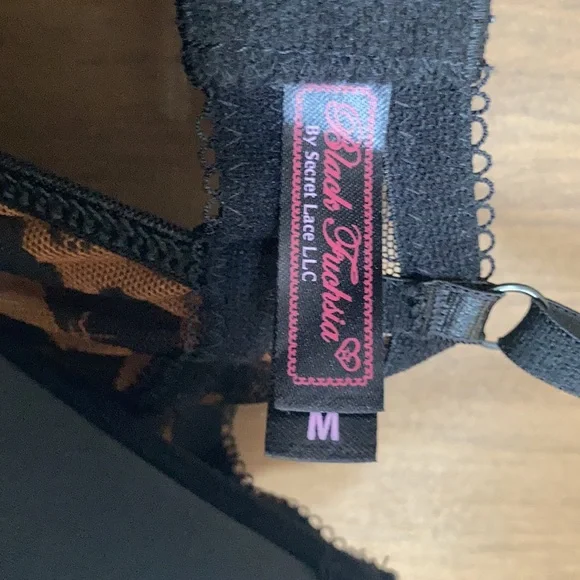 Black Fuchsia
By Secret Lace LLC
M